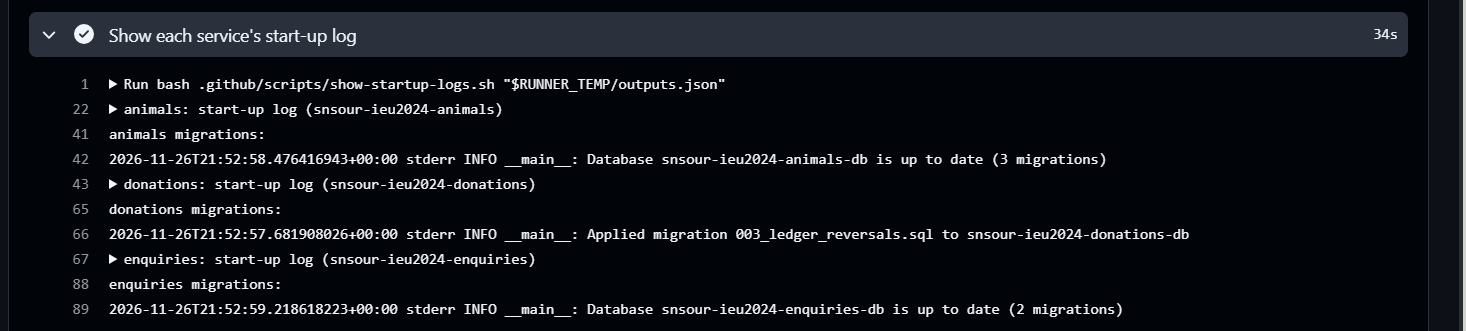 Show each service's start-up log
34s
1 Run bash .github/scripts/show-startup-logs.sh "$RUNNER_TEMP/outputs.json"
22 animals: start-up log (snsour-ieu2024-animals)
41 animals migrations:
42 2026-11-26T21:52:58.476416943+00:00 stderr INFO __main__: Database snsour-ieu2024-animals-db is up to date (3 migrations)
43 donations: start-up log (snsour-ieu2024-donations)
65 donations migrations:
66 2026-11-26T21:52:57.681908026+00:00 stderr INFO __main__: Applied migration 003_ledger_reversals.sql to snsour-ieu2024-donations-db
67 enquiries: start-up log (snsour-ieu2024-enquiries)
88 enquiries migrations:
89 2026-11-26T21:52:59.218618223+00:00 stderr INFO __main__: Database snsour-ieu2024-enquiries-db is up to date (2 migrations)